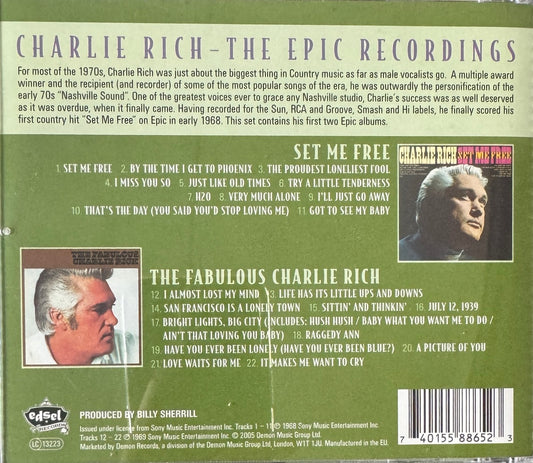 CHARLIE RICH – THE EPIC RECORDINGS
For most of the 1970s, Charlie Rich was just about the biggest thing in Country music as far as male vocalists go. A multiple award
winner and the recipient (and recorder) of some of the most popular songs of the era, he was outwardly the personification of the
early 70s "Nashville Sound". One of the greatest voices ever to grace any Nashville studio, Charlie's success was as well deserved
as it was overdue, when it finally came. Having recorded for the Sun, RCA and Groove, Smash and Hi labels, he finally scored his
first country hit "Set Me Free" on Epic in early 1968. This set contains his first two Epic albums.
SET ME FREE
1. SET ME FREE 2. BY THE TIME I GET TO PHOENIX 3. THE PROUDEST LONELIEST FOOL
4. I MISS YOU SO 5. JUST LIKE OLD TIMES 6. TRY A LITTLE TENDERNESS
7. H2O 8. VERY MUCH ALONE 9. I'LL JUST GO AWAY
10. THAT'S THE DAY (YOU SAID YOU'D STOP LOVING ME) 11. GOT TO SEE MY BABY
CHARLIE RICH SET ME FREE
THE FABULOUS
CHARLIE RICH
THE FABULOUS CHARLIE RICH
12. I ALMOST LOST MY MIND 13. LIFE HAS ITS LITTLE UPS AND DOWNS
14. SAN FRANCISCO IS A LONELY TOWN 15. SITTIN' AND THINKIN' 16. JULY 12, 1939
17. BRIGHT LIGHTS, BIG CITY (INCLUDES: HUSH HUSH / BABY WHAT YOU WANT ME TO DO /
AIN'T THAT LOVING YOU BABY) 18. RAGGEDY ANN
19. HAVE YOU EVER BEEN LONELY (HAVE YOU EVER BEEN BLUE?) 20. A PICTURE OF YOU
21. LOVE WAITS FOR ME 22. IT MAKES ME WANT TO CRY
edsel
RECORDS
LC 13223
PRODUCED BY BILLY SHERRILL
Issued under license from Sony Music Entertainment Inc. Tracks 1 - 11 ℗ 1968 Sony Music Entertainment Inc.
Tracks 12 - 22 ℗ 1969 Sony Music Entertainment Inc. © 2005 Demon Music Group Ltd.
Marketed by Demon Records, a division of the Demon Music Group Ltd, London, W1T 1JU. Manufactured in the EU.
7 40155 88652 3